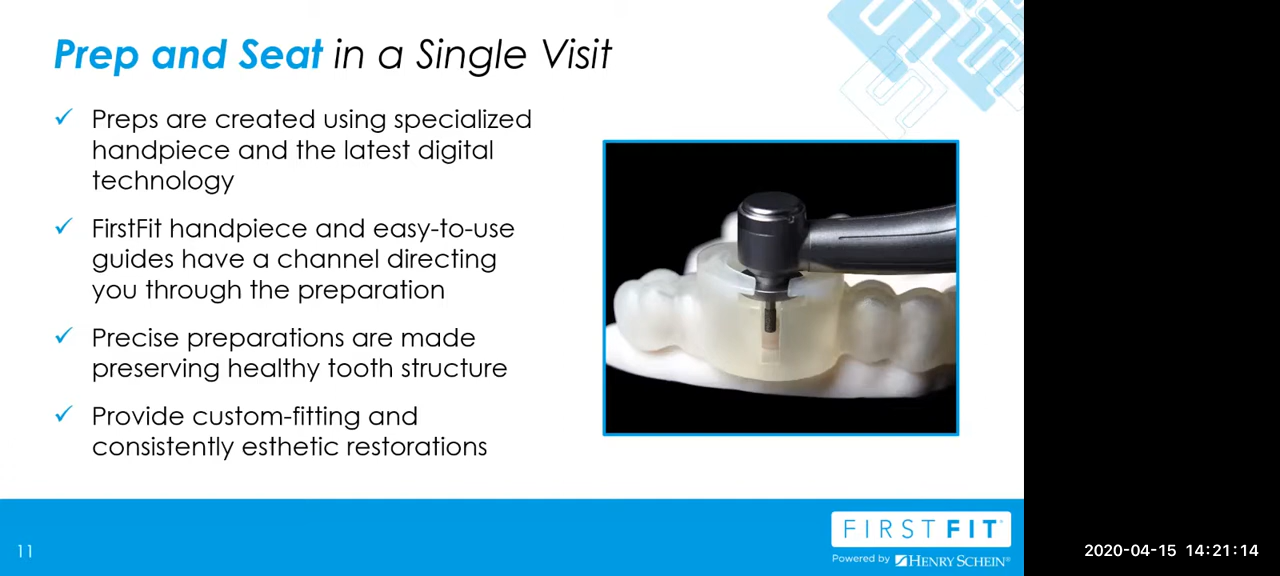 Prep and Seat in a Single Visit
✓ Preps are created using specialized
handpiece and the latest digital
technology
✓ FirstFit handpiece and easy-to-use
guides have a channel directing
you through the preparation
✓ Precise preparations are made
preserving healthy tooth structure
✓ Provide custom-fitting and
consistently esthetic restorations
FIRSTFIT
Powered by HENRY SCHEIN®
11
2020-04-15 14:21:14